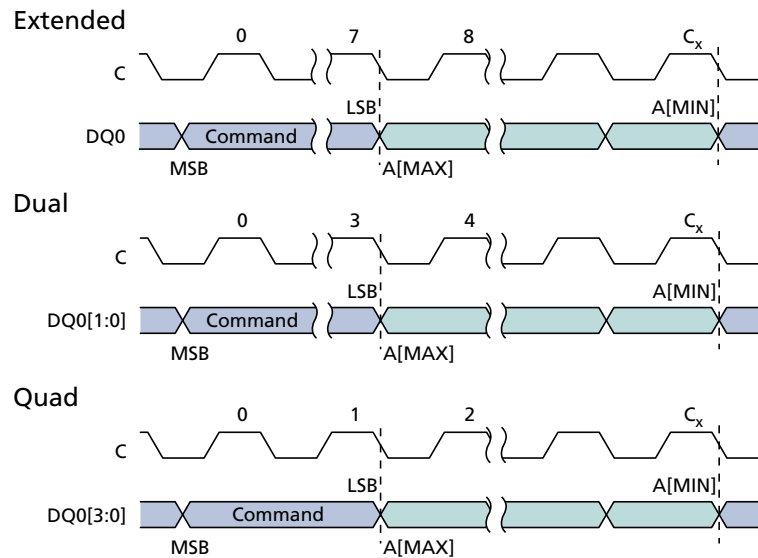 Extended
0 7 8 Cx
C
LSB A[MIN]
DQ0 Command
MSB A[MAX]
Dual
0 3 4 Cx
C
LSB A[MIN]
DQ0[1:0] Command
MSB A[MAX]
Quad
0 1 2 Cx
C
LSB A[MIN]
DQ0[3:0] Command
MSB A[MAX]